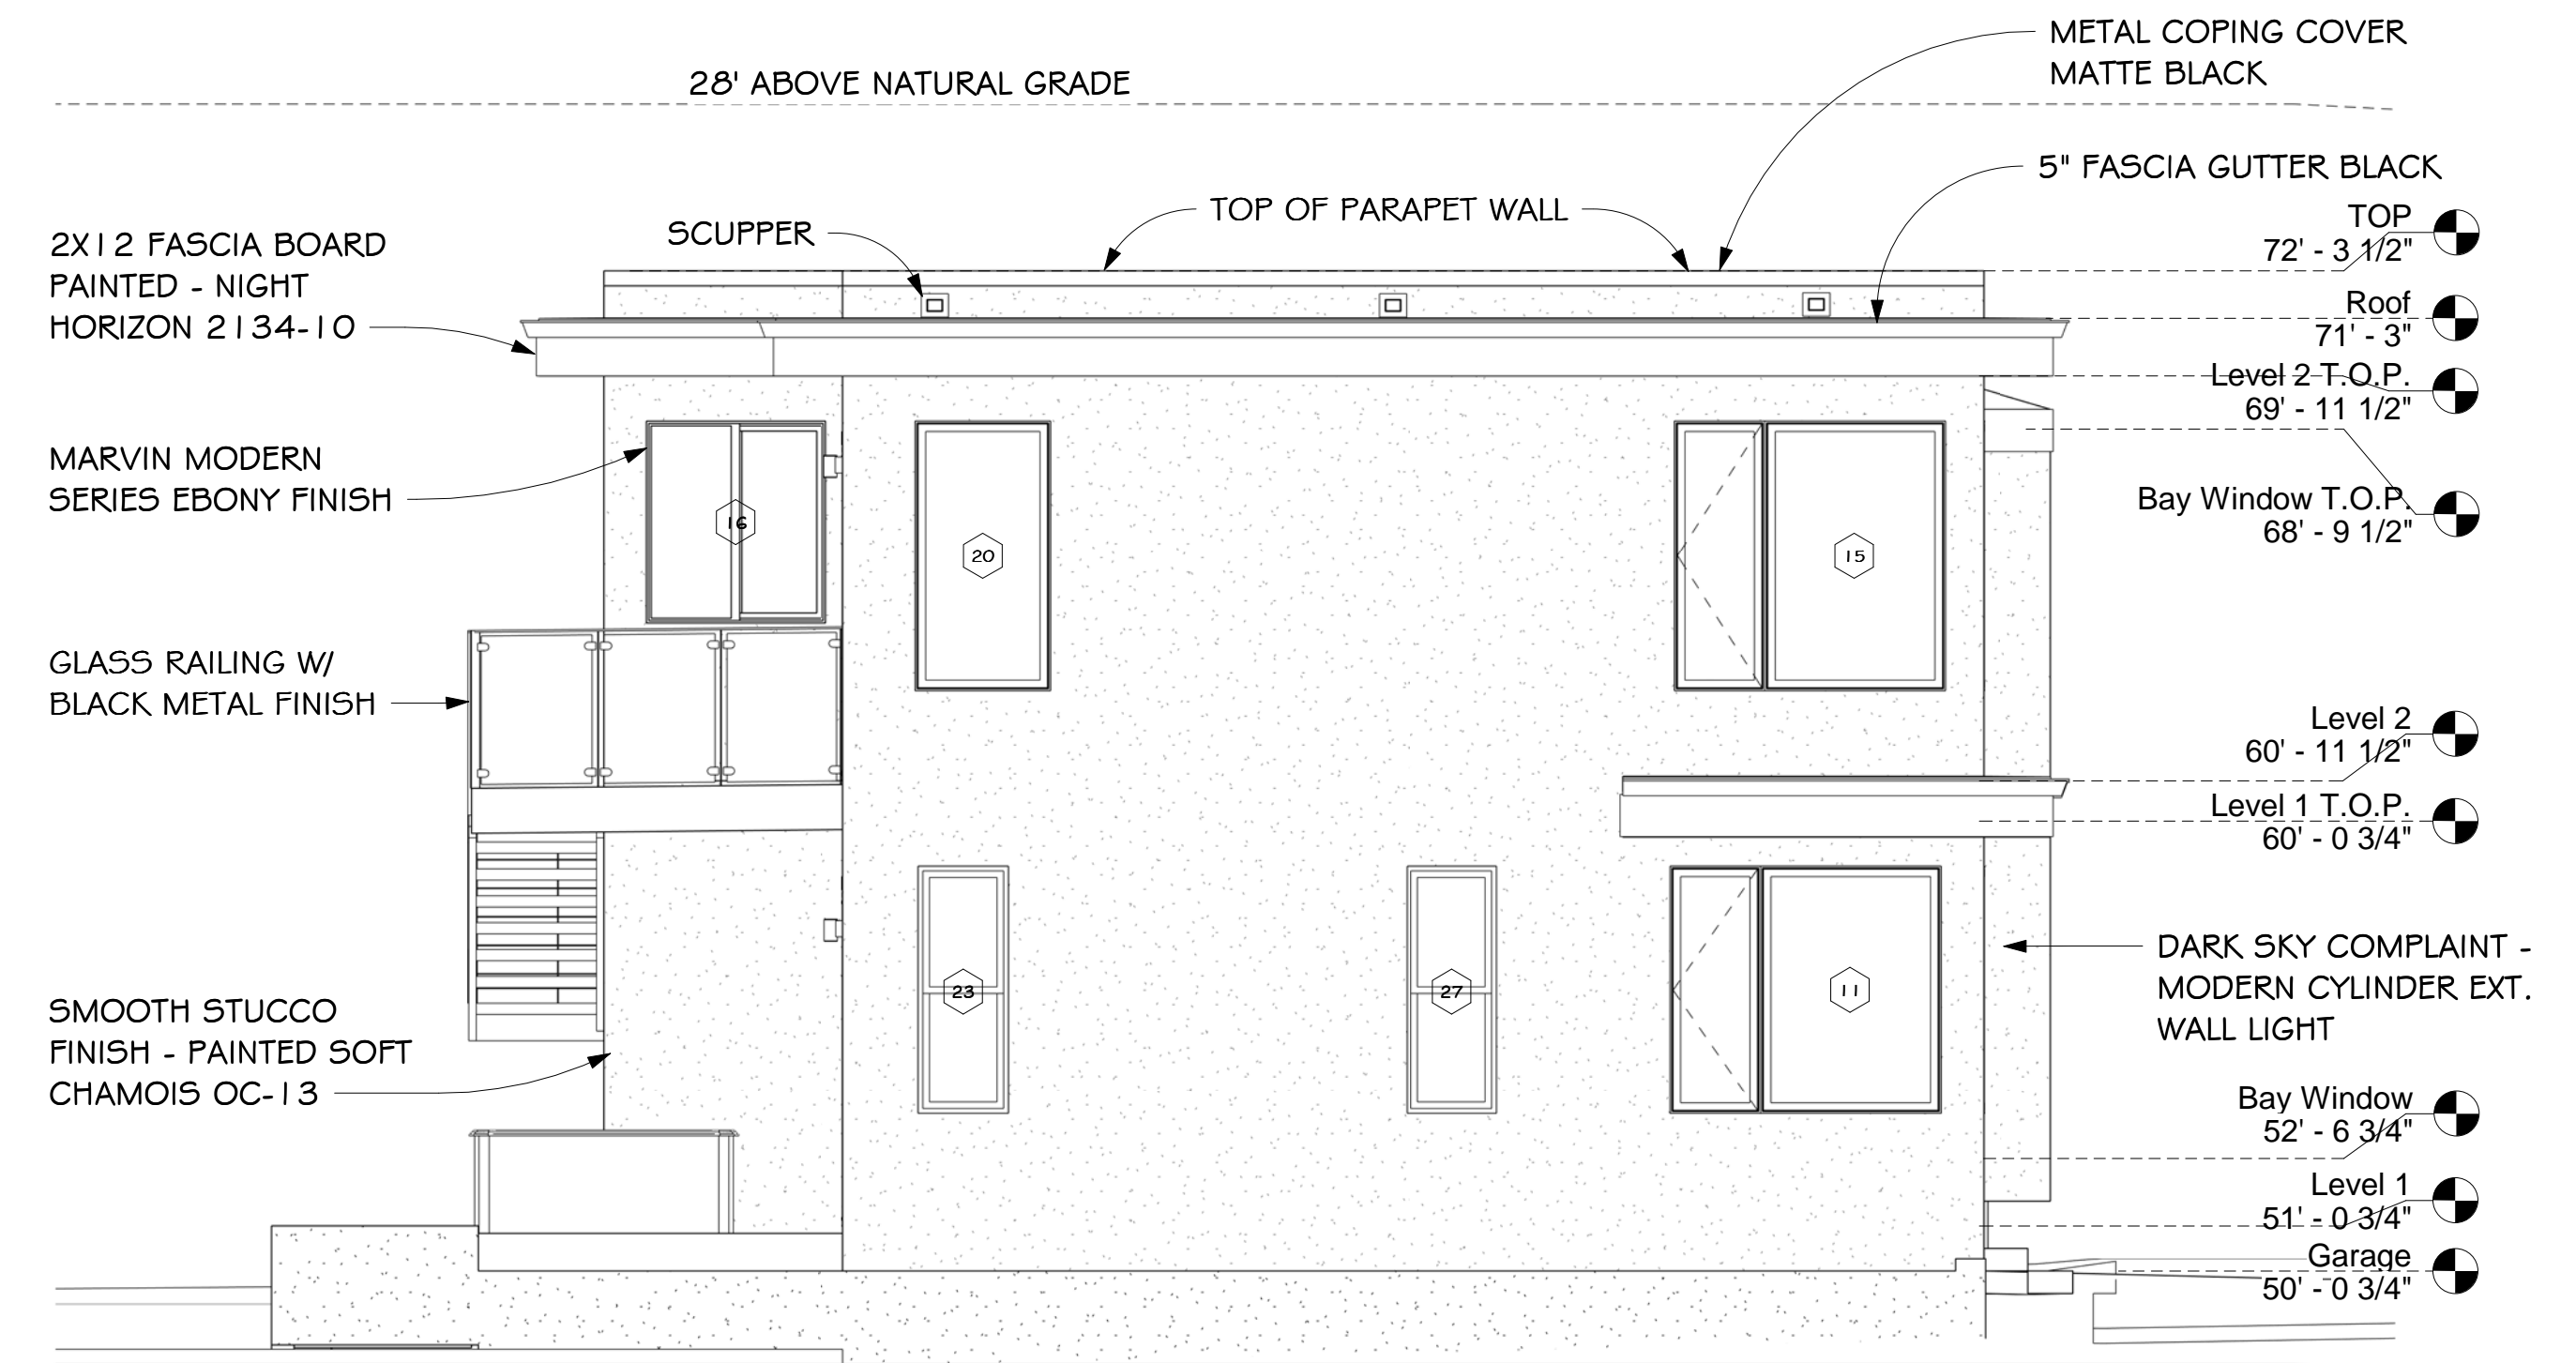 METAL COPING COVER
MATTE BLACK
28' ABOVE NATURAL GRADE
5" FASCIA GUTTER BLACK
TOP OF PARAPET WALL
SCUPPER
TOP
72' - 3 1/2"
2X12 FASCIA BOARD
PAINTED - NIGHT
HORIZON 2134-10
Roof
71' - 3"
Level 2 T.O.P.
69' - 11 1/2"
MARVIN MODERN
SERIES EBONY FINISH
Bay Window T.O.P.
68' - 9 1/2"
16
20
15
GLASS RAILING W/
BLACK METAL FINISH
Level 2
60' - 11 1/2"
Level 1 T.O.P.
60' - 0 3/4"
DARK SKY COMPLAINT -
MODERN CYLINDER EXT.
WALL LIGHT
23
27
11
SMOOTH STUCCO
FINISH - PAINTED SOFT
CHAMOIS OC-13
Bay Window
52' - 6 3/4"
Level 1
51' - 0 3/4"
Garage
50' - 0 3/4"